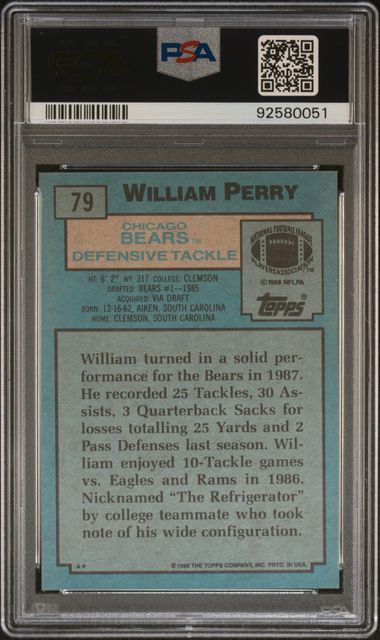 PSA
92580051
79
WILLIAM PERRY
CHICAGO
BEARS TM
DEFENSIVE TACKLE
HT: 6' 2" WT: 317 COLLEGE: CLEMSON
DRAFTED: BEARS #1—1985
ACQUIRED: VIA DRAFT
BORN: 12-16-62, AIKEN, SOUTH CAROLINA
HOME: CLEMSON, SOUTH CAROLINA
NATIONAL FOOTBALL LEAGUE
PLAYERS ASSOCIATION TM
© 1988 NFLPA
topps
William turned in a solid per-
formance for the Bears in 1987.
He recorded 25 Tackles, 30 As-
sists, 3 Quarterback Sacks for
losses totalling 25 Yards and 2
Pass Defenses last season. Wil-
liam enjoyed 10-Tackle games
vs. Eagles and Rams in 1986.
Nicknamed "The Refrigerator"
by college teammate who took
note of his wide configuration.
A* © 1988 THE TOPPS COMPANY, INC. PRTD. IN USA.
PSA